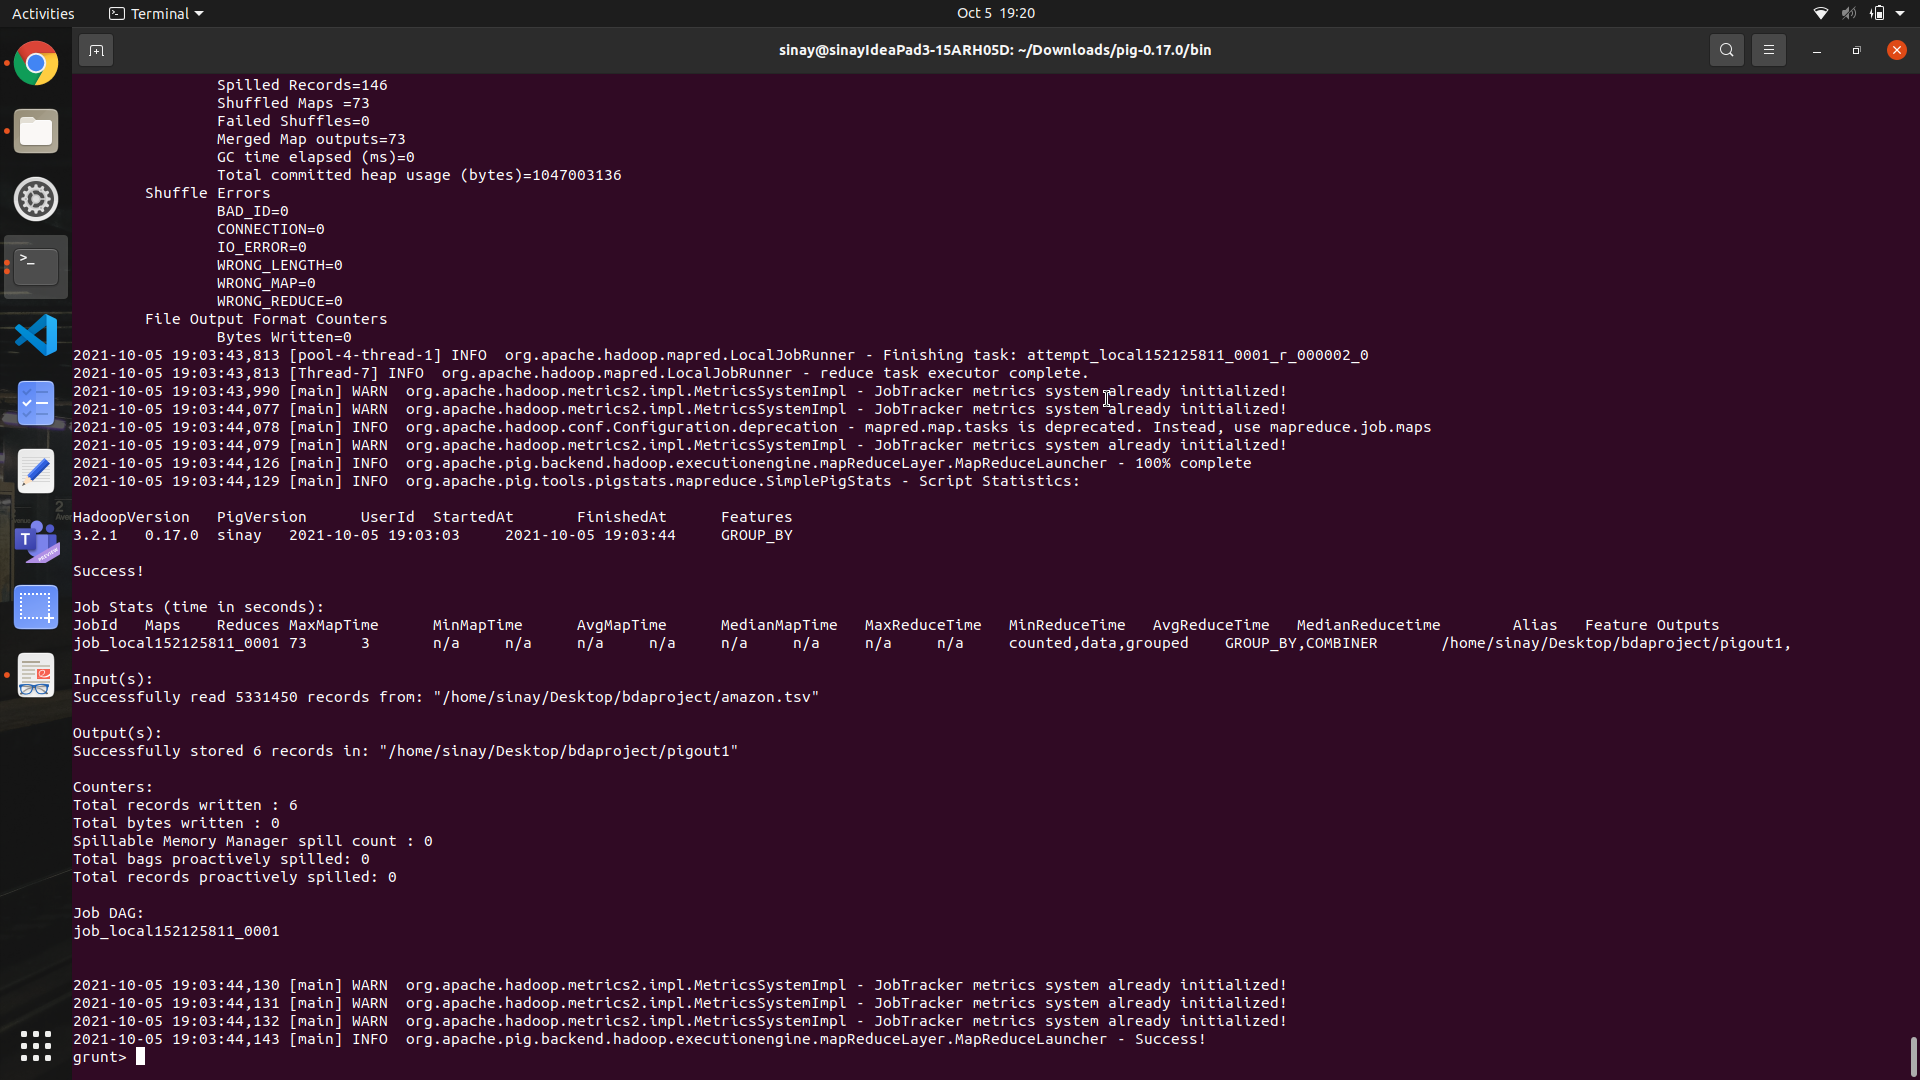 Activities Terminal Oct 5 19:20
sinay@sinayIdeaPad3-15ARH05D: ~/Downloads/pig-0.17.0/bin
Spilled Records=146
Shuffled Maps =73
Failed Shuffles=0
Merged Map outputs=73
GC time elapsed (ms)=0
Total committed heap usage (bytes)=1047003136
Shuffle Errors
BAD_ID=0
CONNECTION=0
IO_ERROR=0
WRONG_LENGTH=0
WRONG_MAP=0
WRONG_REDUCE=0
File Output Format Counters
Bytes Written=0
2021-10-05 19:03:43,813 [pool-4-thread-1] INFO  org.apache.hadoop.mapred.LocalJobRunner - Finishing task: attempt_local152125811_0001_r_000002_0
2021-10-05 19:03:43,813 [Thread-7] INFO  org.apache.hadoop.mapred.LocalJobRunner - reduce task executor complete.
2021-10-05 19:03:43,990 [main] WARN  org.apache.hadoop.metrics2.impl.MetricsSystemImpl - JobTracker metrics system already initialized!
2021-10-05 19:03:44,077 [main] WARN  org.apache.hadoop.metrics2.impl.MetricsSystemImpl - JobTracker metrics system already initialized!
2021-10-05 19:03:44,078 [main] INFO  org.apache.hadoop.conf.Configuration.deprecation - mapred.map.tasks is deprecated. Instead, use mapreduce.job.maps
2021-10-05 19:03:44,079 [main] WARN  org.apache.hadoop.metrics2.impl.MetricsSystemImpl - JobTracker metrics system already initialized!
2021-10-05 19:03:44,126 [main] INFO  org.apache.pig.backend.hadoop.executionengine.mapReduceLayer.MapReduceLauncher - 100% complete
2021-10-05 19:03:44,129 [main] INFO  org.apache.pig.tools.pigstats.mapreduce.SimplePigStats - Script Statistics:
HadoopVersion PigVersion UserId StartedAt FinishedAt Features
3.2.1 0.17.0 sinay 2021-10-05 19:03:03 2021-10-05 19:03:44 GROUP_BY
Success!
Job Stats (time in seconds):
JobId Maps Reduces MaxMapTime MinMapTime AvgMapTime MedianMapTime MaxReduceTime MinReduceTime AvgReduceTime MedianReducetime Alias Feature Outputs
job_local152125811_0001 73 3 n/a n/a n/a n/a n/a n/a n/a n/a counted,data,grouped GROUP_BY,COMBINER /home/sinay/Desktop/bdaproject/pigout1,
Input(s):
Successfully read 5331450 records from: "/home/sinay/Desktop/bdaproject/amazon.tsv"
Output(s):
Successfully stored 6 records in: "/home/sinay/Desktop/bdaproject/pigout1"
Counters:
Total records written : 6
Total bytes written : 0
Spillable Memory Manager spill count : 0
Total bags proactively spilled: 0
Total records proactively spilled: 0
Job DAG:
job_local152125811_0001
2021-10-05 19:03:44,130 [main] WARN  org.apache.hadoop.metrics2.impl.MetricsSystemImpl - JobTracker metrics system already initialized!
2021-10-05 19:03:44,131 [main] WARN  org.apache.hadoop.metrics2.impl.MetricsSystemImpl - JobTracker metrics system already initialized!
2021-10-05 19:03:44,132 [main] WARN  org.apache.hadoop.metrics2.impl.MetricsSystemImpl - JobTracker metrics system already initialized!
2021-10-05 19:03:44,143 [main] INFO  org.apache.pig.backend.hadoop.executionengine.mapReduceLayer.MapReduceLauncher - Success!
grunt>